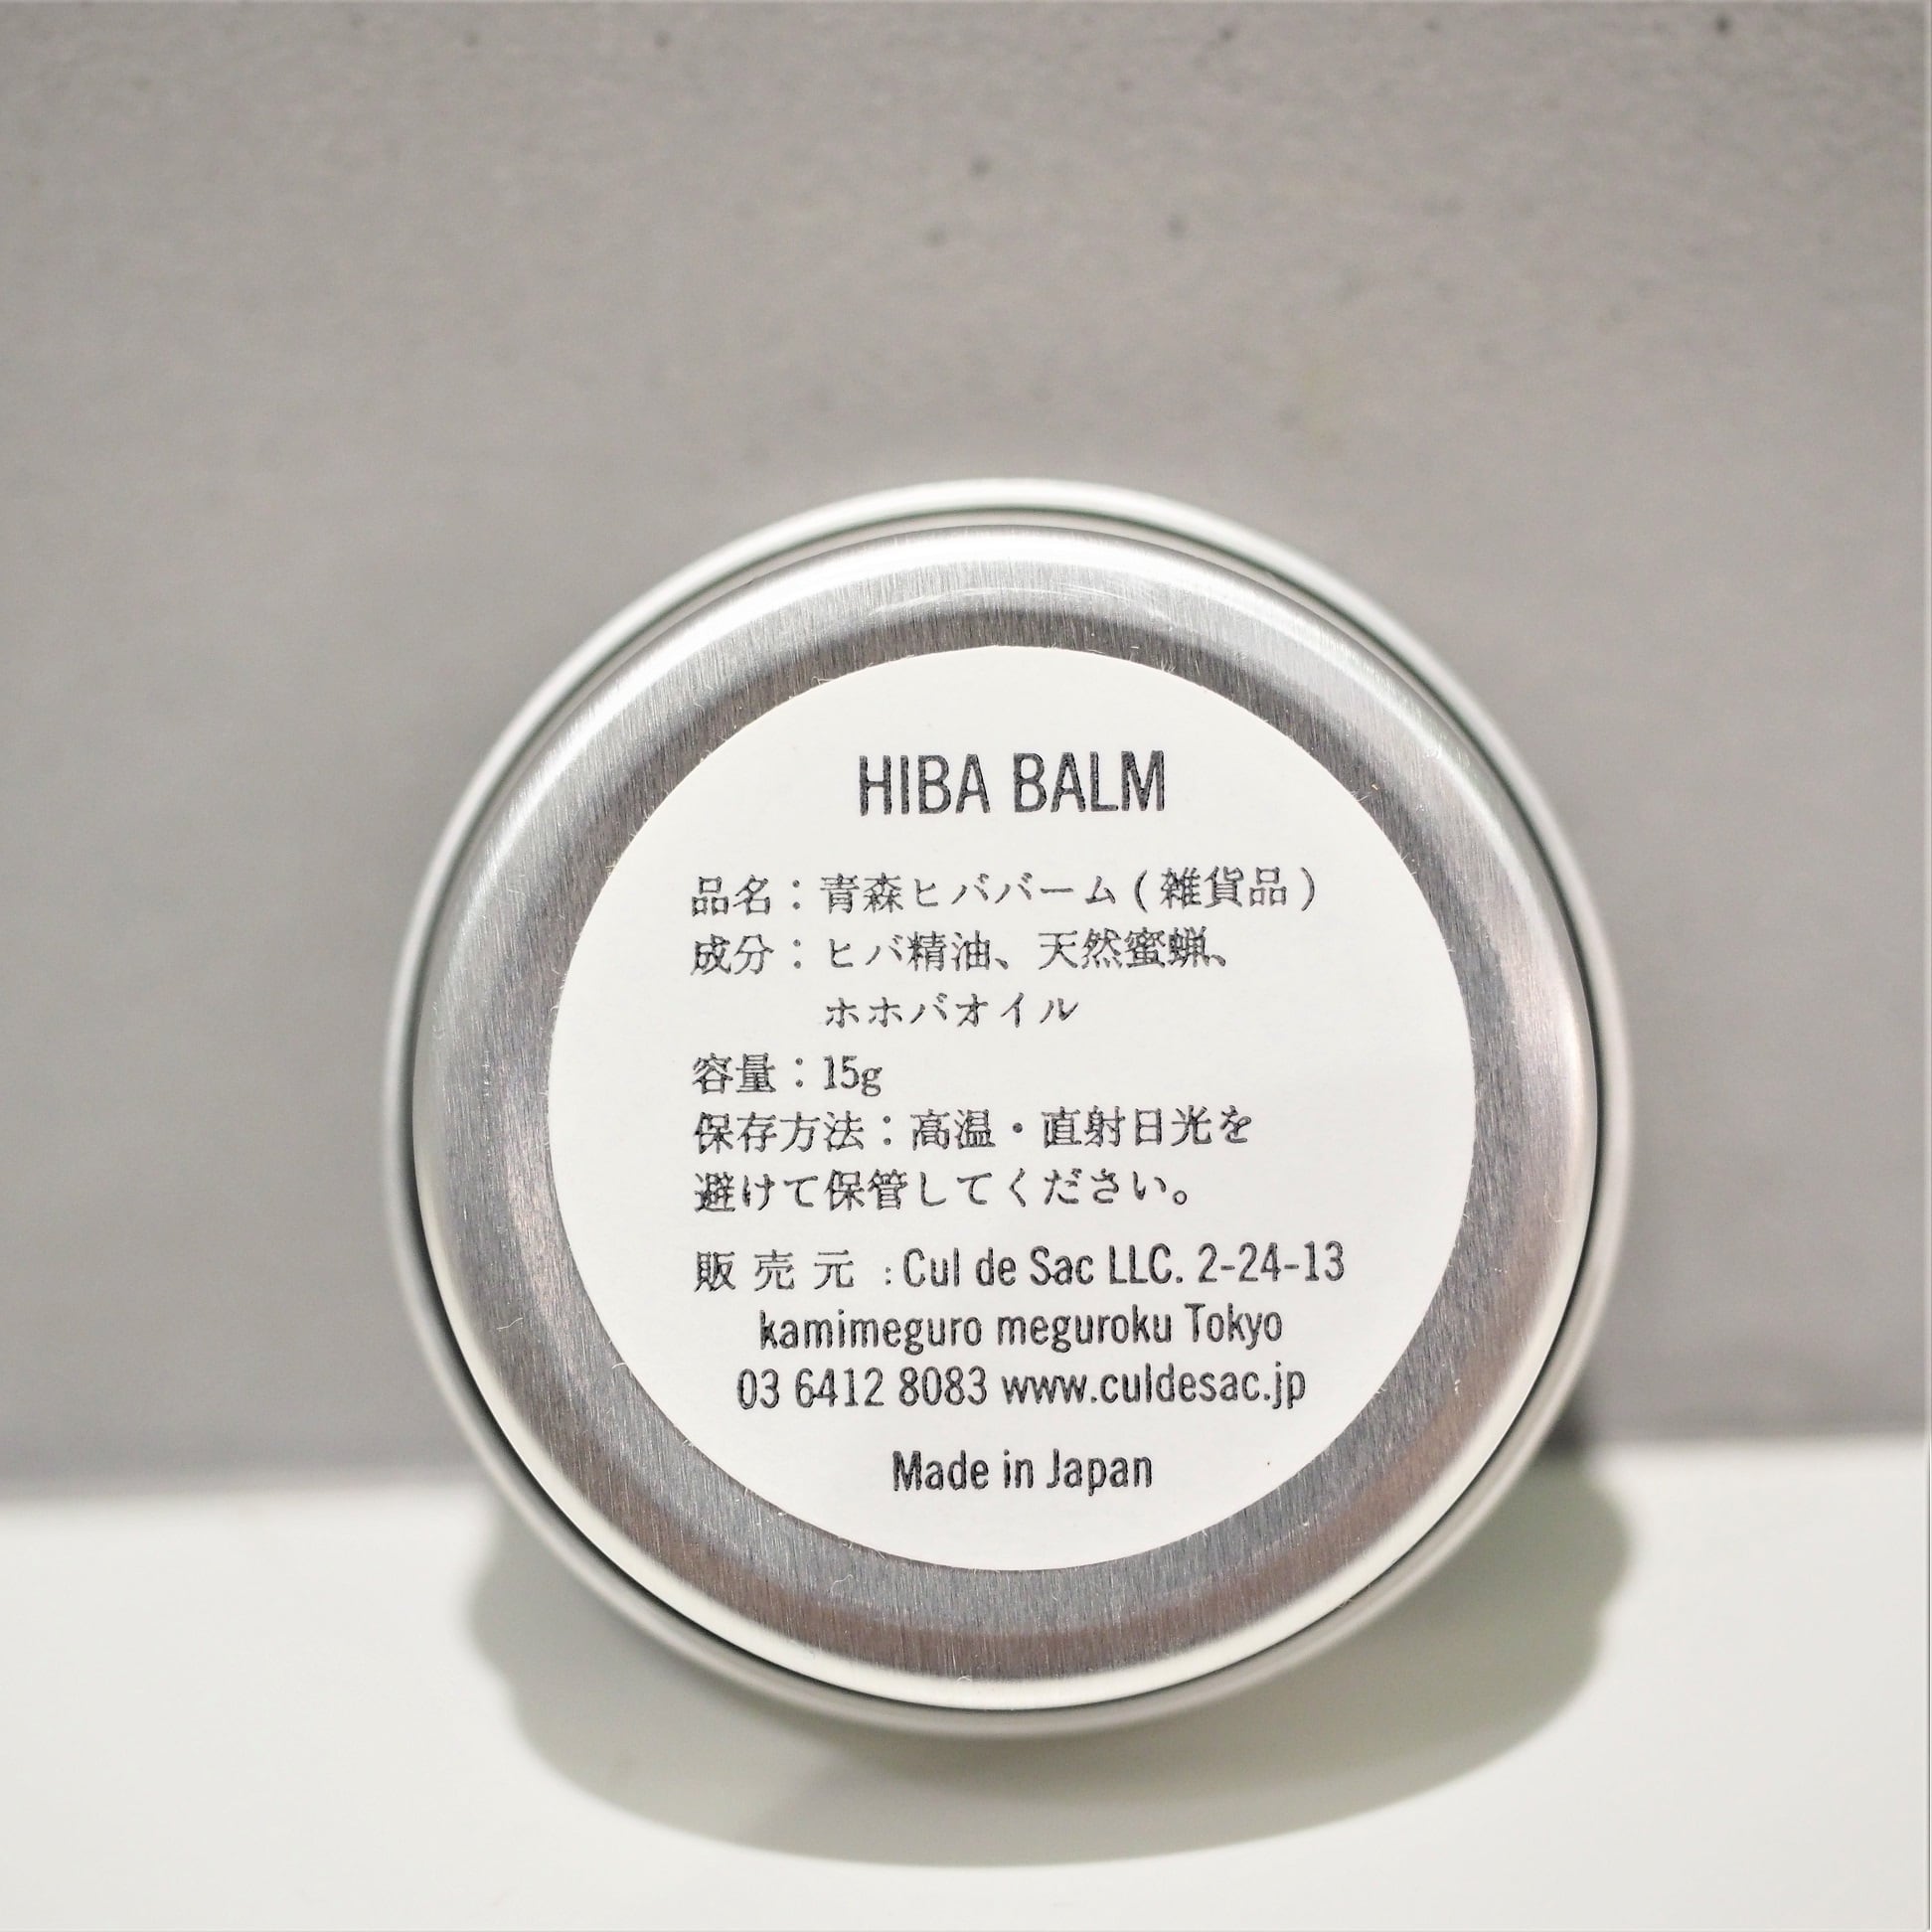 HIBA BALM
品名：青森ヒババーム ( 雑貨品 )
成分：ヒバ精油、天然蜜蝋、
ホホバオイル
容量：15g
保存方法：高温・直射日光を
避けて保管してください。
販 売 元 : Cul de Sac LLC. 2-24-13
kamimeguro meguroku Tokyo
03 6412 8083 www.culdesac.jp
Made in Japan